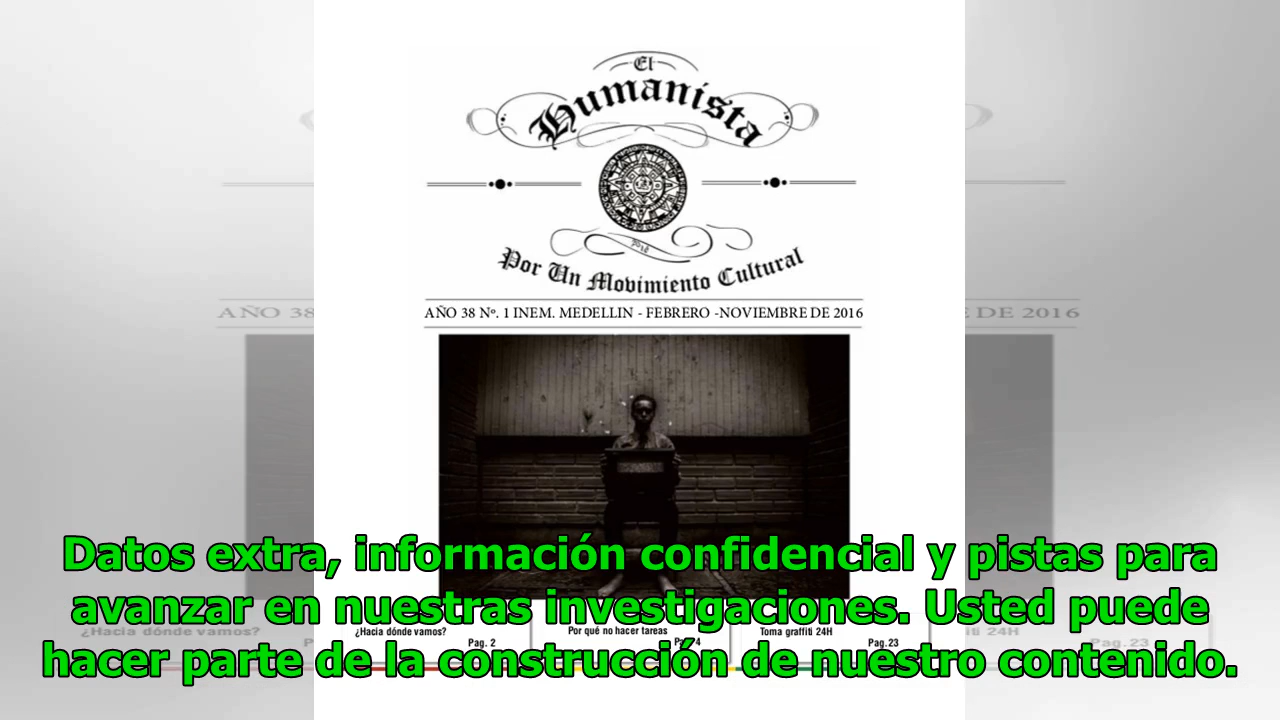 El
Humanista
Por Un Movimiento Cultural
AÑO 38 Nº. 1 INEM. MEDELLIN - FEBRERO -NOVIEMBRE DE 2016
Datos extra, información confidencial y pistas para
avanzar en nuestras investigaciones. Usted puede
¿Hacia dónde vamos?
Pag. 2
Por qué no hacer tareas
Toma graffiti 24H
Pag.23
hacer parte de la construcción de nuestro contenido.